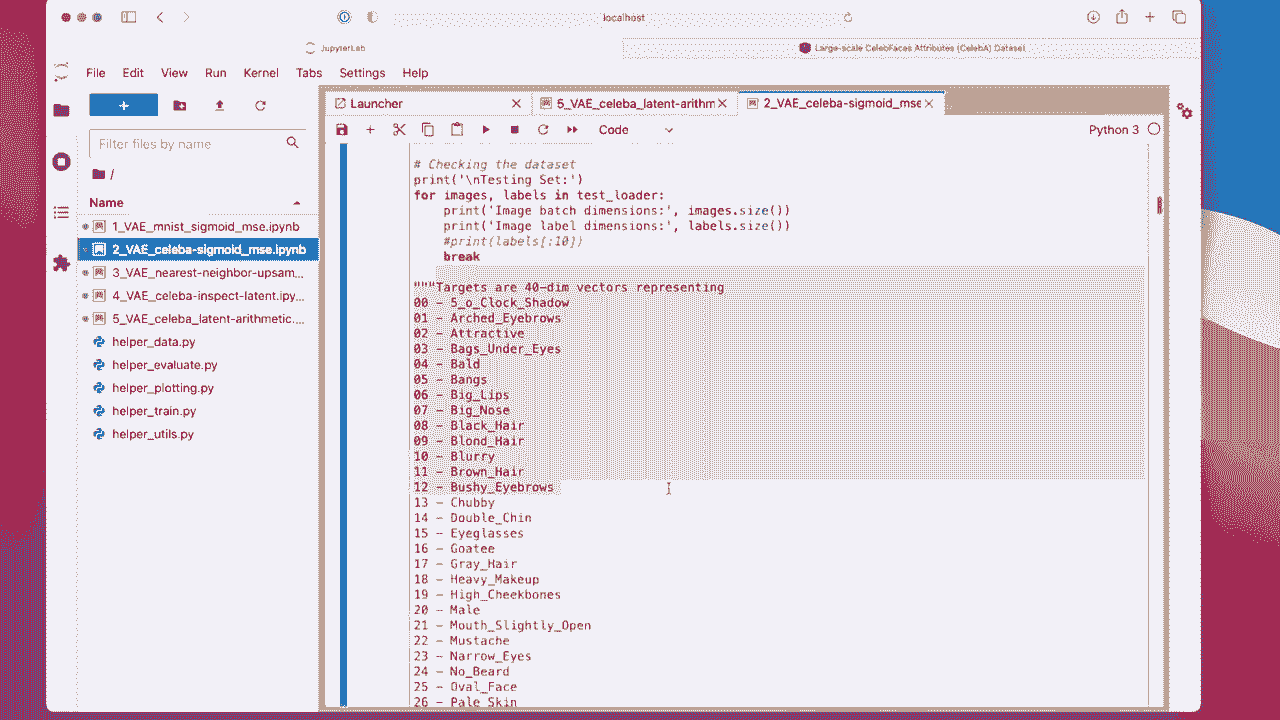 localhost
JupyterLab
Large-scale CelebFaces Attributes (CelebA) Dataset
File Edit View Run Kernel Tabs Settings Help
Launcher
5_VAE_celeba_latent-arithm
2_VAE_celeba-sigmoid_mse
Code
Python 3
Filter files by name
/
Name
1_VAE_mnist_sigmoid_mse.ipynb
2_VAE_celeba-sigmoid_mse.ipynb
3_VAE_nearest-neighbor-upsam...
4_VAE_celeba-inspect-latent.ipy...
5_VAE_celeba_latent-arithmetic....
helper_data.py
helper_evaluate.py
helper_plotting.py
helper_train.py
helper_utils.py
# Checking the dataset
print('\nTesting Set:')
for images, labels in test_loader:
    print('Image batch dimensions:', images.size())
    print('Image label dimensions:', labels.size())
    #print(labels[:10])
    break
"""Targets are 40-dim vectors representing
00 - 5_o_Clock_Shadow
01 - Arched_Eyebrows
02 - Attractive
03 - Bags_Under_Eyes
04 - Bald
05 - Bangs
06 - Big_Lips
07 - Big_Nose
08 - Black_Hair
09 - Blond_Hair
10 - Blurry
11 - Brown_Hair
12 - Bushy_Eyebrows
13 - Chubby
14 - Double_Chin
15 - Eyeglasses
16 - Goatee
17 - Gray_Hair
18 - Heavy_Makeup
19 - High_Cheekbones
20 - Male
21 - Mouth_Slightly_Open
22 - Mustache
23 - Narrow_Eyes
24 - No_Beard
25 - Oval_Face
26 - Pale_Skin